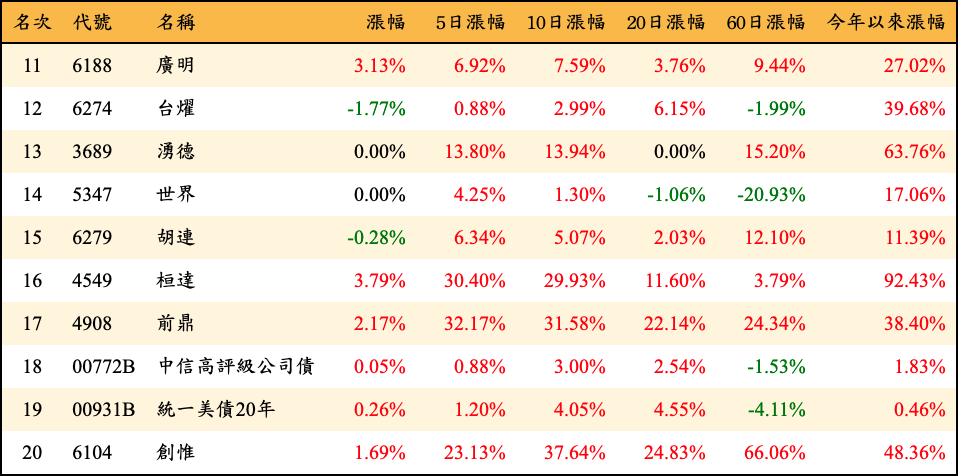 名次 代號 名稱 漲幅 5日漲幅 10日漲幅 20日漲幅 60日漲幅 今年以來漲幅
11 6188 廣明 3.13% 6.92% 7.59% 3.76% 9.44% 27.02%
12 6274 台燿 -1.77% 0.88% 2.99% 6.15% -1.99% 39.68%
13 3689 湧德 0.00% 13.80% 13.94% 0.00% 15.20% 63.76%
14 5347 世界 0.00% 4.25% 1.30% -1.06% -20.93% 17.06%
15 6279 胡連 -0.28% 6.34% 5.07% 2.03% 12.10% 11.39%
16 4549 桓達 3.79% 30.40% 29.93% 11.60% 3.79% 92.43%
17 4908 前鼎 2.17% 32.17% 31.58% 22.14% 24.34% 38.40%
18 00772B 中信高評級公司債 0.05% 0.88% 3.00% 2.54% -1.53% 1.83%
19 00931B 統一美債20年 0.26% 1.20% 4.05% 4.55% -4.11% 0.46%
20 6104 創惟 1.69% 23.13% 37.64% 24.83% 66.06% 48.36%